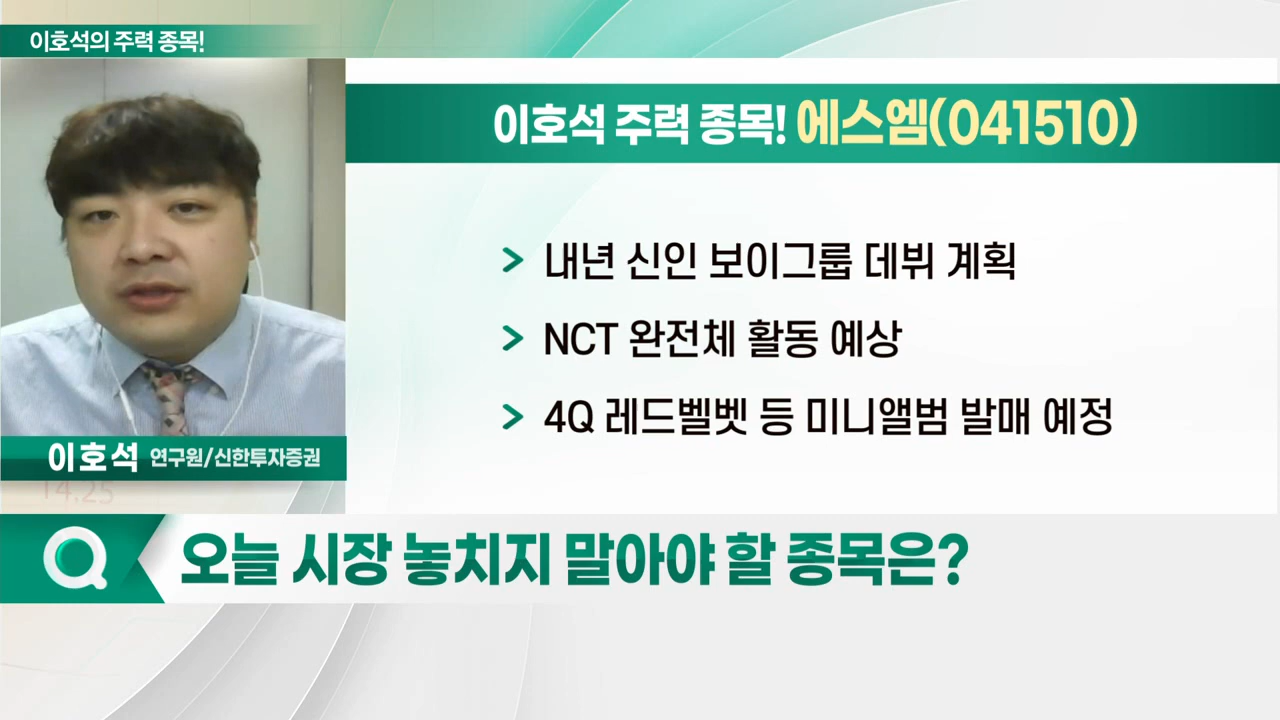 이호석의 주력 종목!
이호석 주력 종목! 에스엠(041510)
> 내년 신인 보이그룹 데뷔 계획
> NCT 완전체 활동 예상
> 4Q 레드벨벳 등 미니앨범 발매 예정
이호석 연구원/신한투자증권
14.25
Q 오늘 시장 놓치지 말아야 할 종목은?